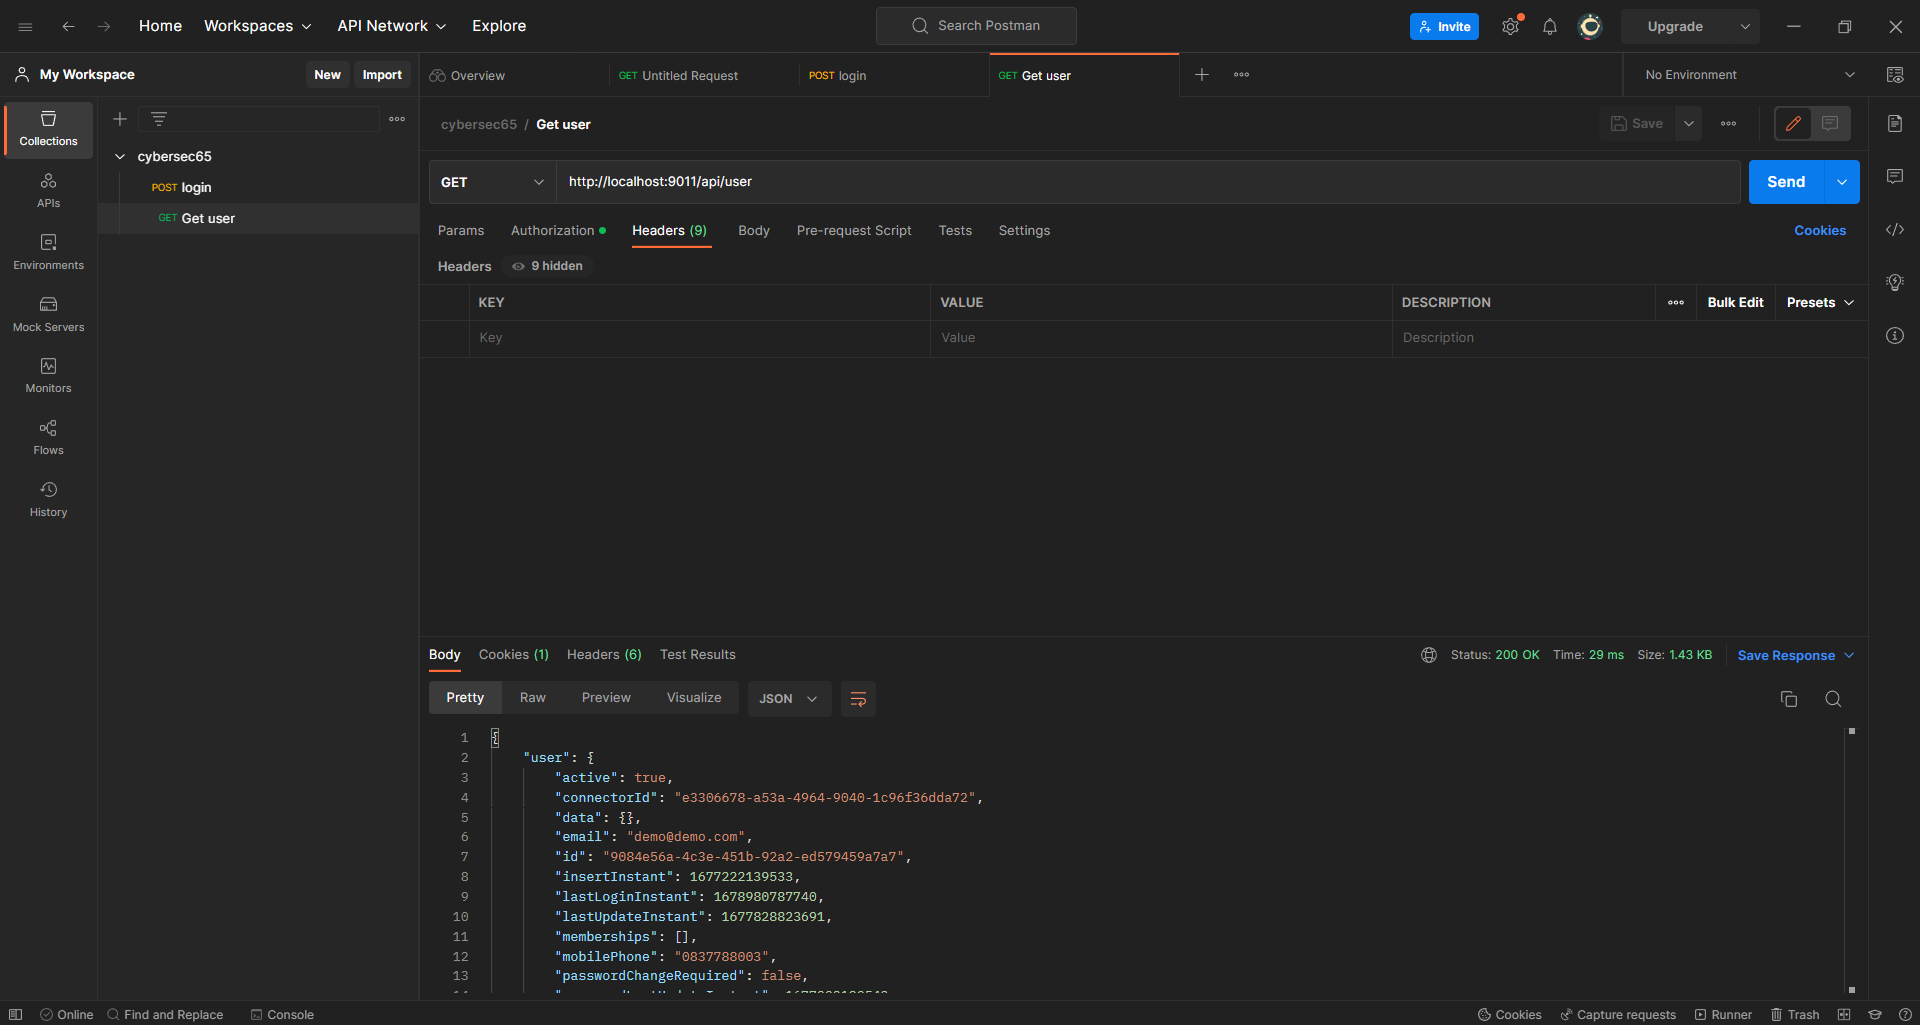 Home Workspaces API Network Explore Search Postman Invite Upgrade
My Workspace New Import Overview GET Untitled Request POST login GET Get user No Environment
Collections
APIs
Environments
Mock Servers
Monitors
Flows
History
cybersec65
POST login
GET Get user
cybersec65 / Get user Save
GET http://localhost:9011/api/user Send
Params Authorization Headers (9) Body Pre-request Script Tests Settings Cookies
Headers 9 hidden
KEY VALUE DESCRIPTION Bulk Edit Presets
Key Value Description
Body Cookies (1) Headers (6) Test Results Status: 200 OK Time: 29 ms Size: 1.43 KB Save Response
Pretty Raw Preview Visualize JSON
1 {
2 "user": {
3 "active": true,
4 "connectorId": "e3306678-a53a-4964-9040-1c96f36dda72",
5 "data": {},
6 "email": "demo@demo.com",
7 "id": "9084e56a-4c3e-451b-92a2-ed579459a7a7",
8 "insertInstant": 1677222139533,
9 "lastLoginInstant": 1678980787740,
10 "lastUpdateInstant": 1677828823691,
11 "memberships": [],
12 "mobilePhone": "0837788003",
13 "passwordChangeRequired": false,
Online Find and Replace Console Cookies Capture requests Runner Trash